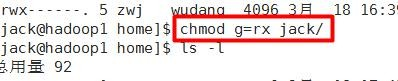 rwx------. 5 zwj wudang 4096 3月 18 16:39
jack@hadoop1 home]$ chmod g=rx jack/
jack@hadoop1 home]$ ls -l
总用量 92